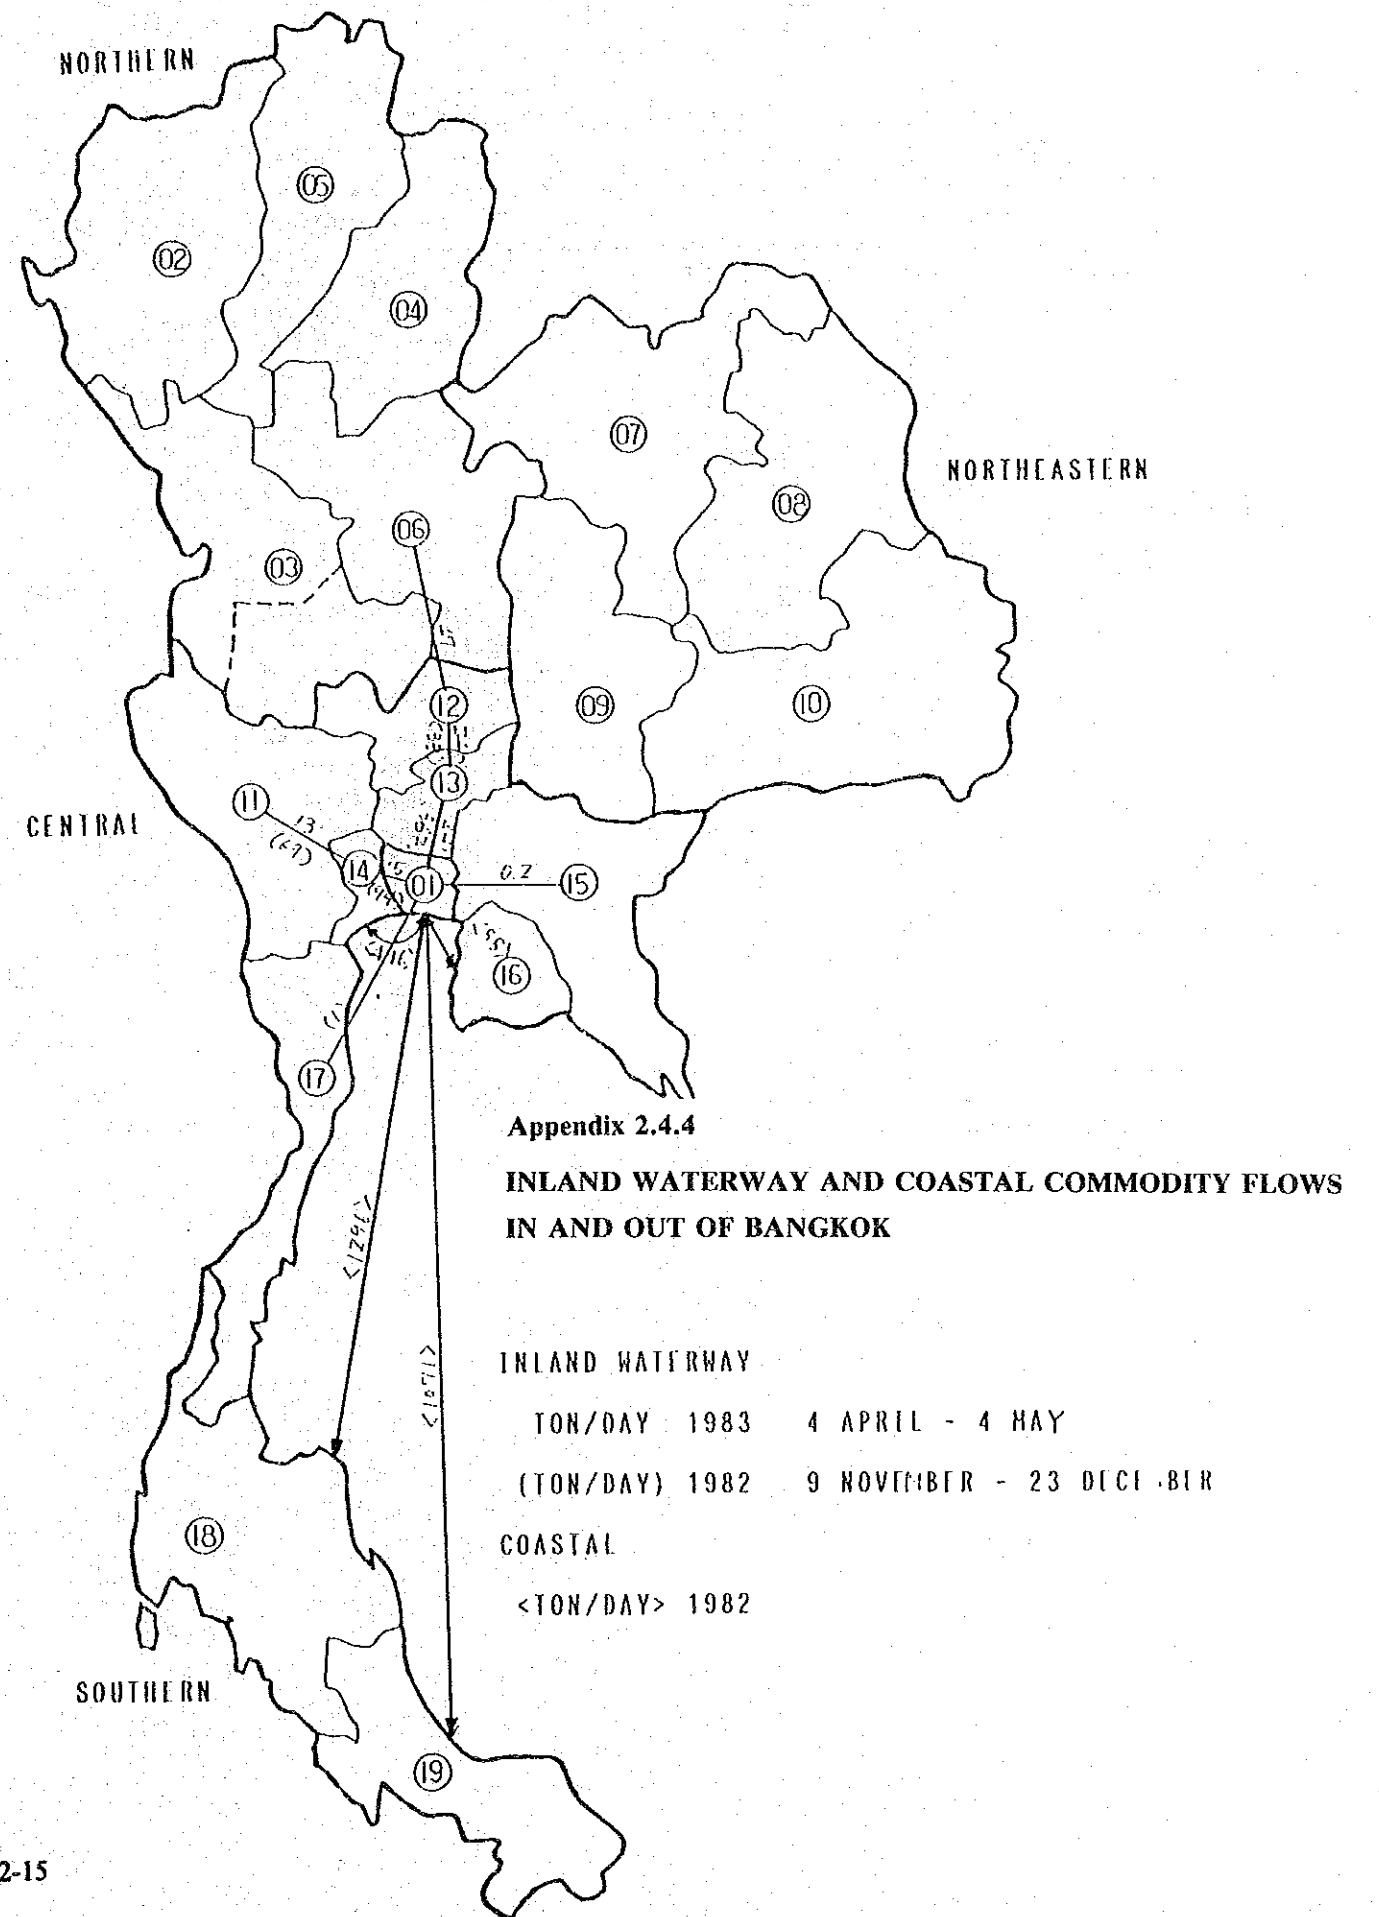 NORTHERN
05
02
04
07
NORTHEASTERN
08
06
03
12
09
10
13
11
CENTRAL
13
(69)
14
01
0.2
15
16
17
Appendix 2.4.4
INLAND WATERWAY AND COASTAL COMMODITY FLOWS
IN AND OUT OF BANGKOK
<1291>
<1071>
INLAND WATERWAY
TON/DAY 1983 4 APRIL - 4 MAY
(TON/DAY) 1982 9 NOVEMBER - 23 DECEMBER
COASTAL
<TON/DAY> 1982
18
SOUTHERN
19
2-15